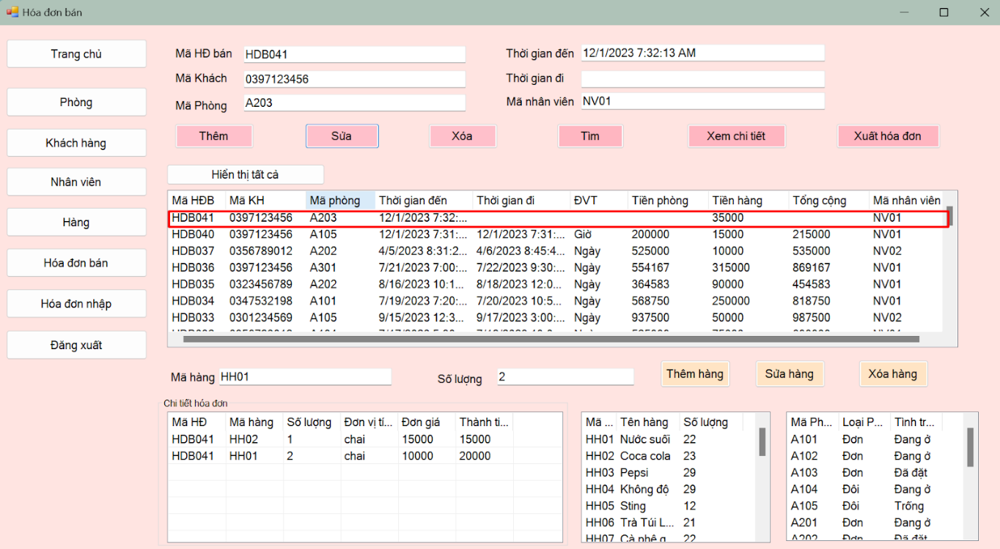 Hóa đơn bán
Trang chủ
Phòng
Khách hàng
Nhân viên
Hàng
Hóa đơn bán
Hóa đơn nhập
Đăng xuất
Mã HĐ bán HDB041 Thời gian đến 12/1/2023 7:32:13 AM
Mã Khách 0397123456 Thời gian đi
Mã Phòng A203 Mã nhân viên NV01
Thêm Sửa Xóa Tìm Xem chi tiết Xuất hóa đơn
Hiển thị tất cả
Mã HĐB Mã KH Mã phòng Thời gian đến Thời gian đi ĐVT Tiền phòng Tiền hàng Tổng cộng Mã nhân viên
HDB041 0397123456 A203 12/1/2023 7:32:... 35000 NV01
HDB040 0397123456 A105 12/1/2023 7:31:... 12/1/2023 7:31:... Giờ 200000 15000 215000 NV01
HDB037 0356789012 A202 4/5/2023 8:31:2... 4/6/2023 8:45:4... Ngày 525000 10000 535000 NV02
HDB036 0397123456 A301 7/21/2023 7:00:... 7/22/2023 9:30:... Ngày 554167 315000 869167 NV01
HDB035 0323456789 A202 8/16/2023 10:1... 8/18/2023 12:0... Ngày 364583 90000 454583 NV01
HDB034 0347532198 A101 7/19/2023 7:20:... 7/20/2023 10:5... Ngày 568750 250000 818750 NV01
HDB033 0301234569 A105 9/15/2023 12:3... 9/17/2023 3:00:... Ngày 937500 50000 987500 NV02
Mã hàng HH01 Số lượng 2 Thêm hàng Sửa hàng Xóa hàng
Chi tiết hóa đơn
Mã HĐ Mã hàng Số lượng Đơn vị tí... Đơn giá Thành ti...
HDB041 HH02 1 chai 15000 15000
HDB041 HH01 2 chai 10000 20000
Mã ... Tên hàng Số lượng
HH01 Nước suối 22
HH02 Coca cola 23
HH03 Pepsi 29
HH04 Không độ 29
HH05 Sting 12
HH06 Trà Túi L... 21
HH07 Cà phê g... 22
Mã Ph... Loại P... Tình tr...
A101 Đơn Đang ở
A102 Đơn Đang ở
A103 Đơn Đã đặt
A104 Đôi Đang ở
A105 Đôi Trống
A201 Đơn Đang ở
A202 Đơn Đã đặt